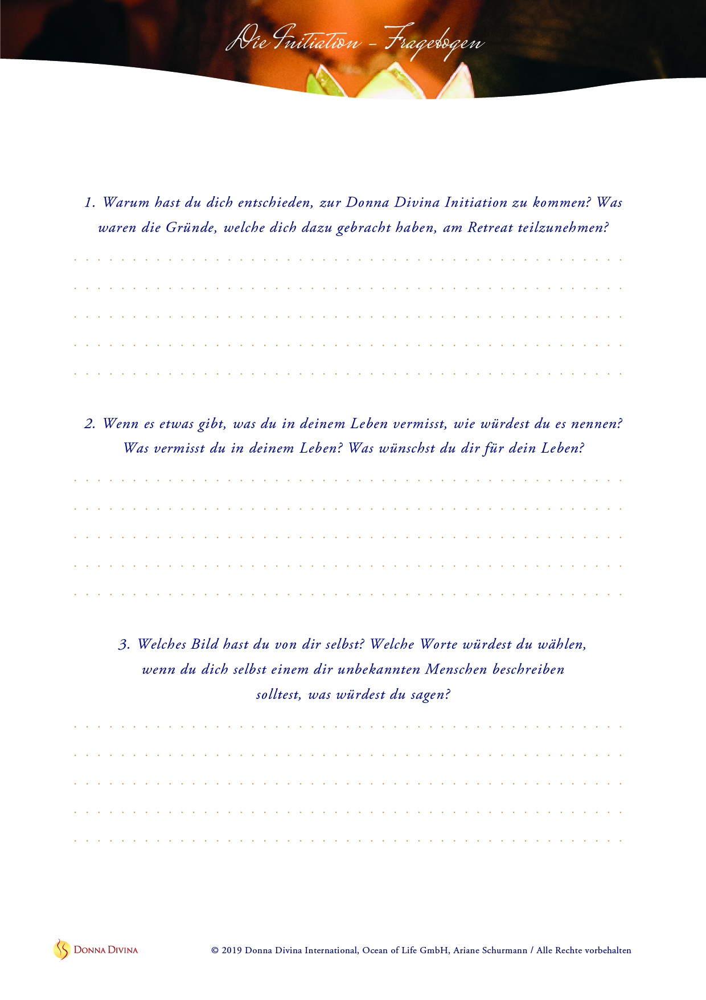 Die Initiation – Fragebogen
1. Warum hast du dich entschieden, zur Donna Divina Initiation zu kommen? Was
waren die Gründe, welche dich dazu gebracht haben, am Retreat teilzunehmen?
2. Wenn es etwas gibt, was du in deinem Leben vermisst, wie würdest du es nennen?
Was vermisst du in deinem Leben? Was wünschst du dir für dein Leben?
3. Welches Bild hast du von dir selbst? Welche Worte würdest du wählen,
wenn du dich selbst einem dir unbekannten Menschen beschreiben
solltest, was würdest du sagen?
DONNA DIVINA
© 2019 Donna Divina International, Ocean of Life GmbH, Ariane Schurmann / Alle Rechte vorbehalten